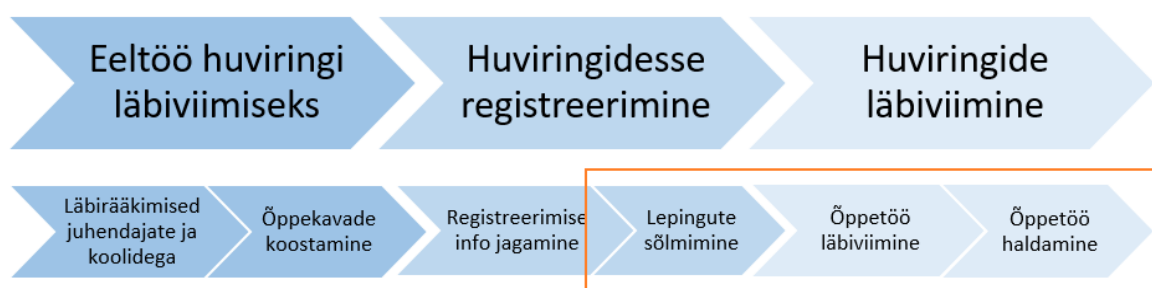 Eeltöö huviringi
läbiviimiseks
Huviringidesse
registreerimine
Huviringide
läbiviimine
Läbirääkimised
juhendajate ja
koolidega
Õppekavade
koostamine
Registreerimise
info jagamine
Lepingute
sõlmimine
Õppetöö
läbiviimine
Õppetöö
haldamine